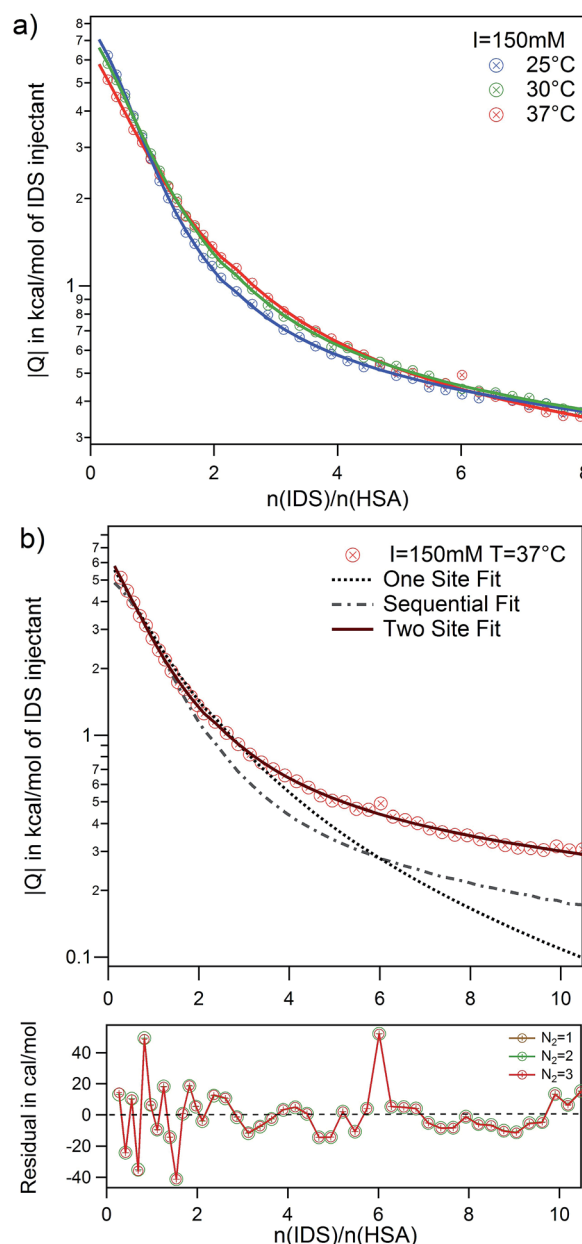 a)
I=150mM
25°C
30°C
37°C
|Q| in kcal/mol of IDS injectant
8
7
6
5
4
3
2
1
9
8
7
6
5
4
3
0 2 4 6 8
n(IDS)/n(HSA)
b)
I=150mM T=37°C
One Site Fit
Sequential Fit
Two Site Fit
|Q| in kcal/mol of IDS injectant
7
6
5
4
3
2
1
7
6
5
4
3
2
0.1
0 2 4 6 8 10
Residual in cal/mol
N2=1
N2=2
N2=3
40
20
0
-20
-40
0 2 4 6 8 10
n(IDS)/n(HSA)